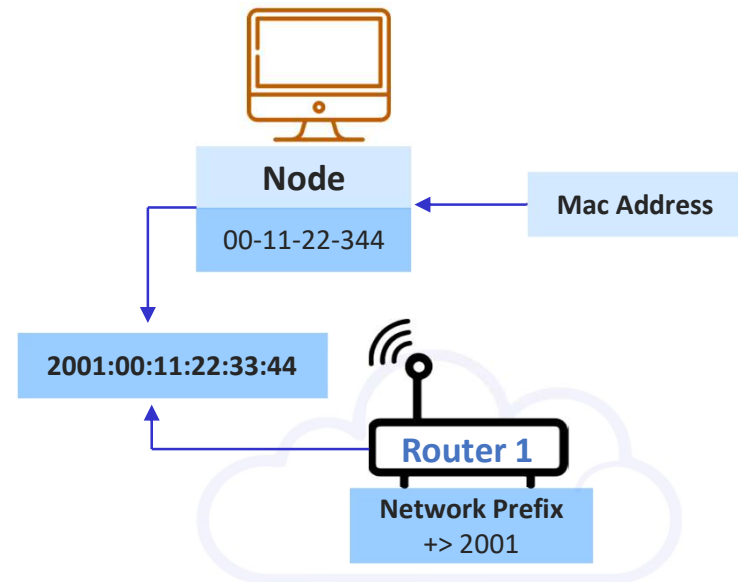 Node
00-11-22-344
Mac Address
2001:00:11:22:33:44
Router 1
Network Prefix
+> 2001